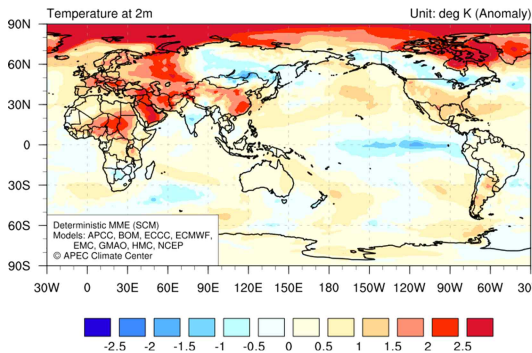 Temperature at 2m Unit: deg K (Anomaly)
90N
60N
30N
0
30S
60S
90S
Deterministic MME (SCM)
Models: APCC, BOM, ECCC, ECMWF,
EMC, GMAO, HMC, NCEP
© APEC Climate Center
30W 0 30E 60E 90E 120E 150E 180 150W 120W 90W 60W 30W
-2.5 -2 -1.5 -1 -0.5 0 0.5 1 1.5 2 2.5